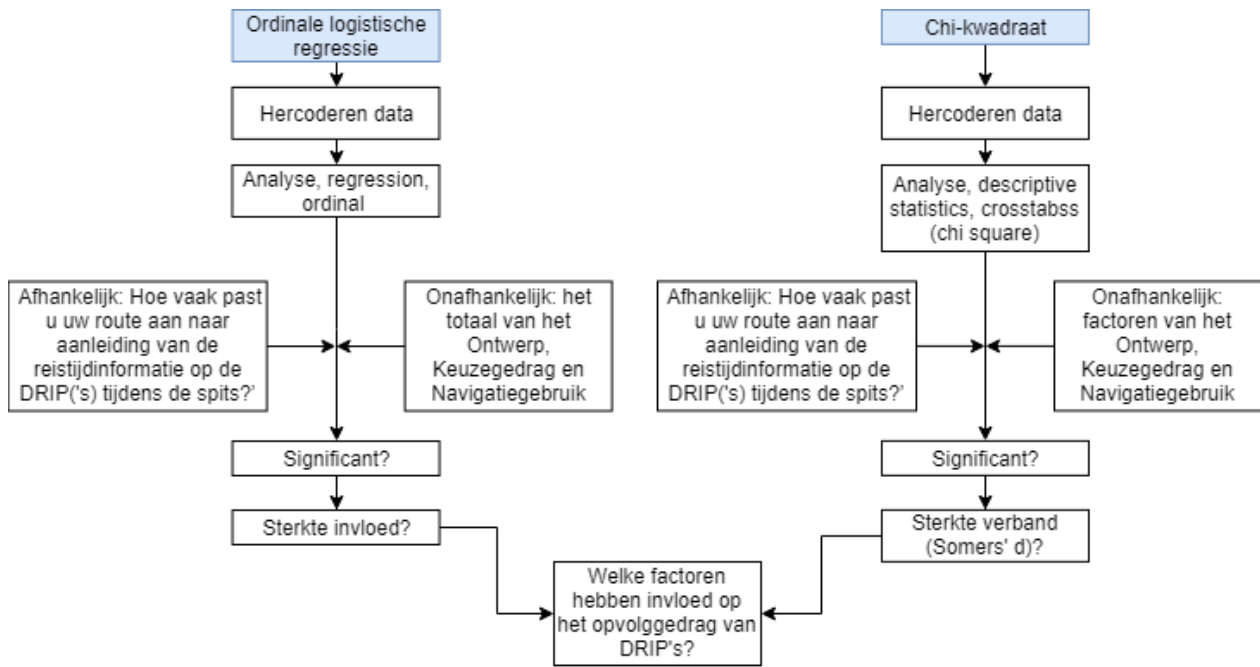 Ordinale logistische
regressie
Hercoderen data
Analyse, regression,
ordinal
Afhankelijk: Hoe vaak past
u uw route aan naar
aanleiding van de
reistijdinformatie op de
DRIP('s) tijdens de spits?'
Onafhankelijk: het
totaal van het
Ontwerp,
Keuzegedrag en
Navigatiegebruik
Significant?
Sterkte invloed?
Chi-kwadraat
Hercoderen data
Analyse, descriptive
statistics, crosstabss
(chi square)
Afhankelijk: Hoe vaak past
u uw route aan naar
aanleiding van de
reistijdinformatie op de
DRIP('s) tijdens de spits?'
Onafhankelijk:
factoren van het
Ontwerp,
Keuzegedrag en
Navigatiegebruik
Significant?
Sterkte verband
(Somers' d)?
Welke factoren
hebben invloed op
het opvolggedrag van
DRIP's?